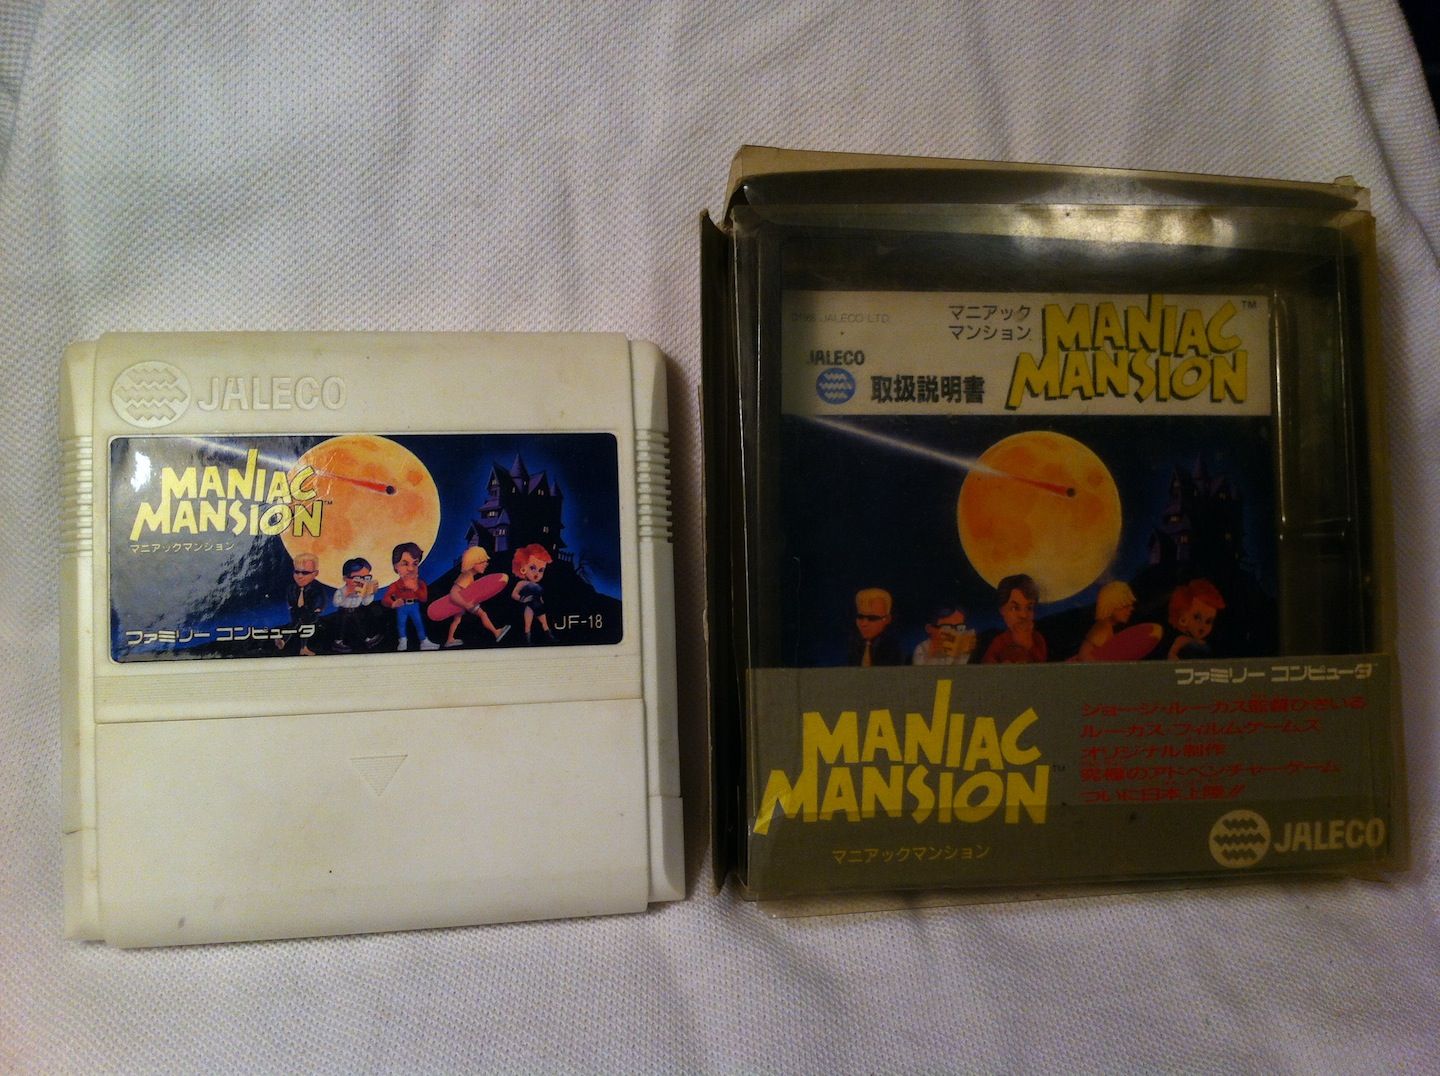 JALECO
MANIAC
MANSION™
マニアックマンション
ファミリー コンピュータ
JF-18
©1988 JALECO LTD.
マニアック
マンション
MANIAC™
MANSION
JALECO
取扱説明書
ファミリー コンピュータ™
MANIAC
MANSION™
マニアックマンション
ジョージ・ルーカス監督ひきいる
ルーカス・フィルムゲームス
オリジナル制作
究極のアドベンチャーゲーム
ついに日本上陸!!
JALECO